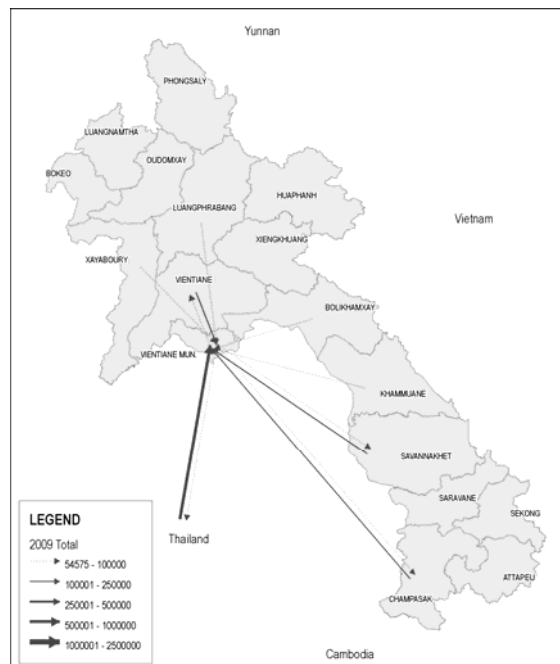 Yunnan
PHONGSALY
LUANGNAMTHA
OUDOMXAY
BOKEO
LUANGPHRABANG
HUAPHANH
Vietnam
XIENGKHUANG
XAYABOURY
VIENTIANE
BOLIKHAMXAY
VIENTIANE MUN.
KHAMMUANE
SAVANNAKHET
SARAVANE
SEKONG
Thailand
ATTAPEU
CHAMPASAK
Cambodia
LEGEND
2009 Total
54575 - 100000
100001 - 250000
250001 - 500000
500001 - 1000000
1000001 - 2500000